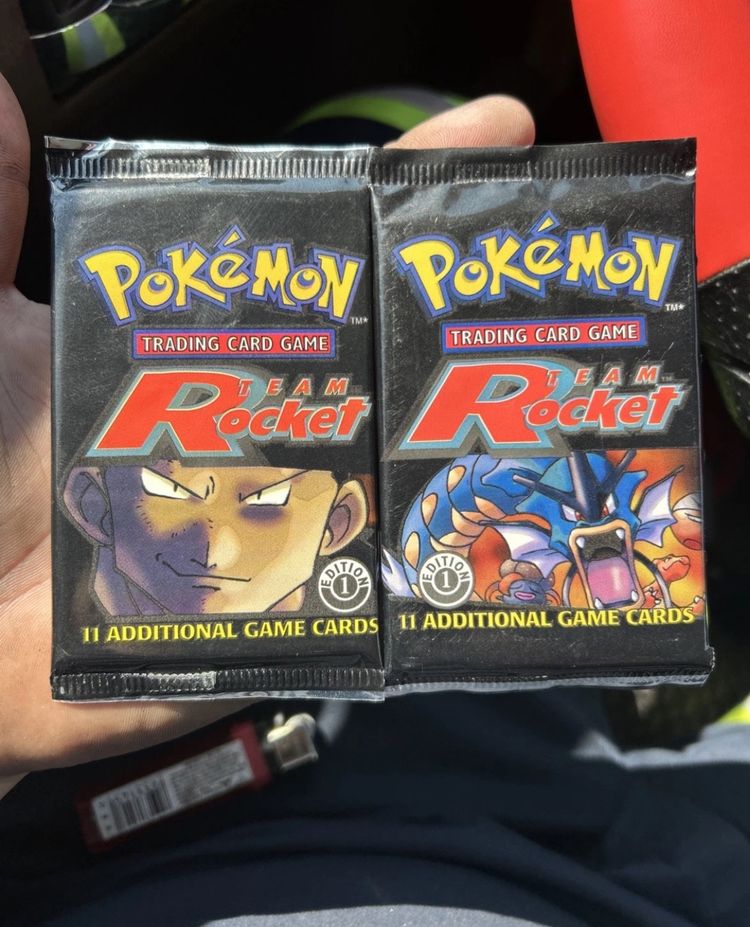 POKéMON
TM*
TRADING CARD GAME
TEAM
Rocket
EDITION
1
11 ADDITIONAL GAME CARDS
POKéMON
TM*
TRADING CARD GAME
TEAM
Rocket
EDITION
1
11 ADDITIONAL GAME CARDS